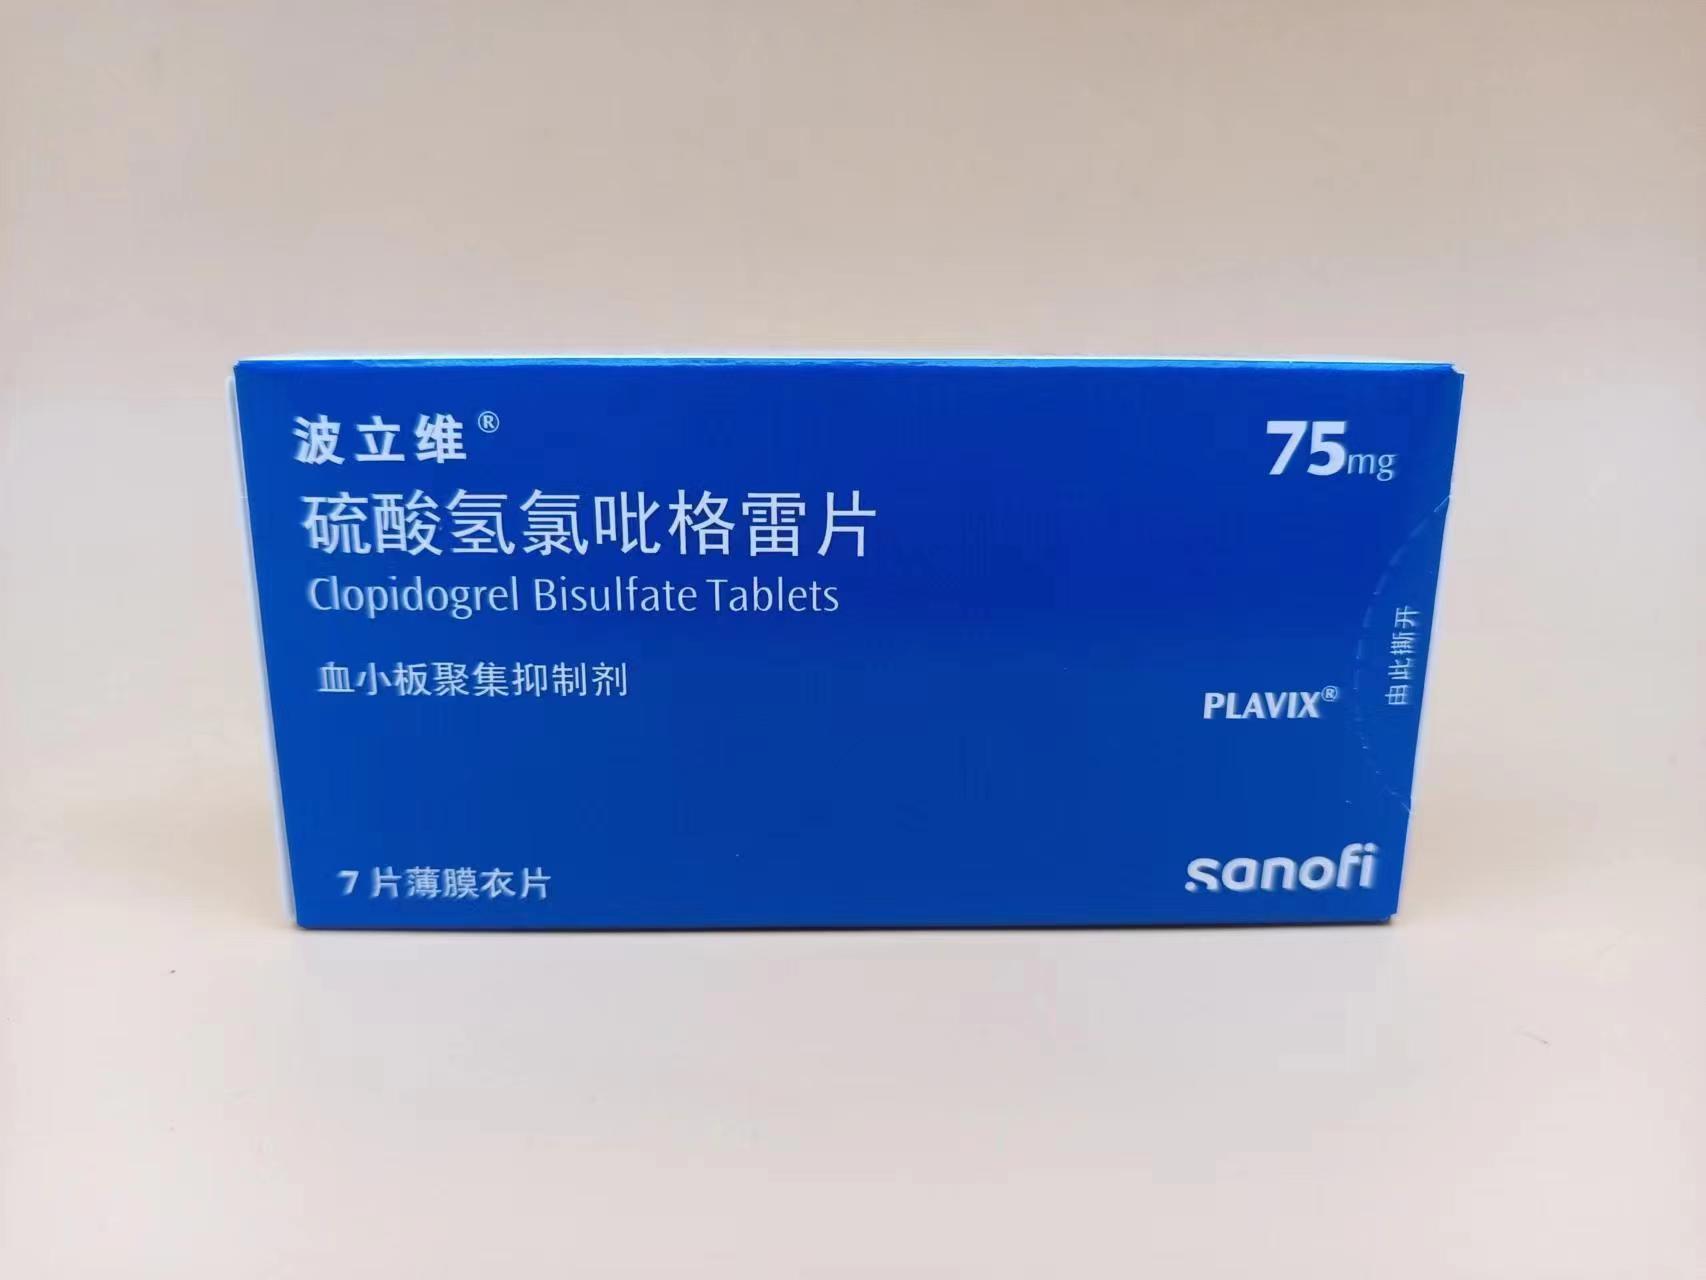 波立维®
75mg
硫酸氢氯吡格雷片
Clopidogrel Bisulfate Tablets
血小板聚集抑制剂
PLAVIX®
由此撕开
7片薄膜衣片
sanofi